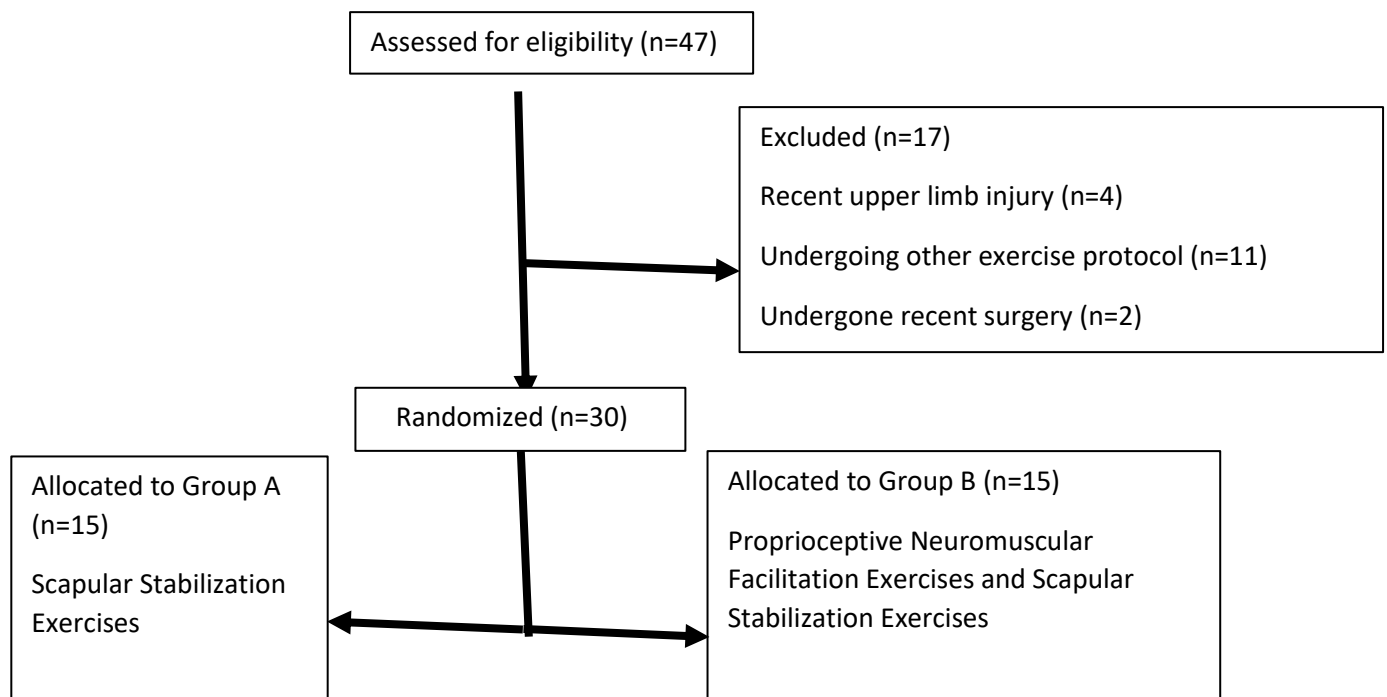 Assessed for eligibility (n=47)
Excluded (n=17)
Recent upper limb injury (n=4)
Undergoing other exercise protocol (n=11)
Undergone recent surgery (n=2)
Randomized (n=30)
Allocated to Group A
(n=15)
Scapular Stabilization
Exercises
Allocated to Group B (n=15)
Proprioceptive Neuromuscular
Facilitation Exercises and Scapular
Stabilization Exercises